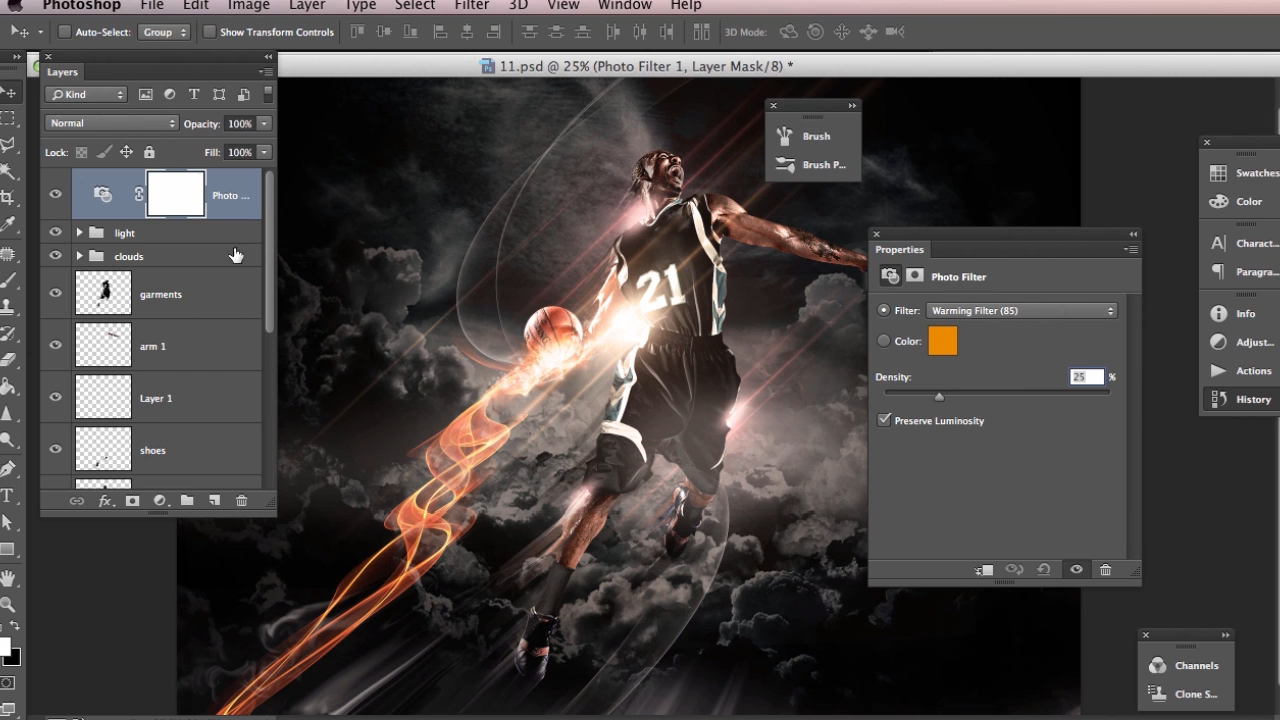 Photoshop File Edit Image Layer Type Select Filter 3D View Window Help
Auto-Select: Group Show Transform Controls 3D Mode:
11.psd @ 25% (Photo Filter 1, Layer Mask/8) *
Layers
Kind
Normal Opacity: 100%
Lock: Fill: 100%
Photo ...
light
clouds
garments
arm 1
Layer 1
shoes
fx
Brush
Brush P...
21
Properties
Photo Filter
Filter: Warming Filter (85)
Color:
Density: 25 %
Preserve Luminosity
Swatches
Color
Charact...
Paragra...
Info
Adjust...
Actions
History
Channels
Clone S...